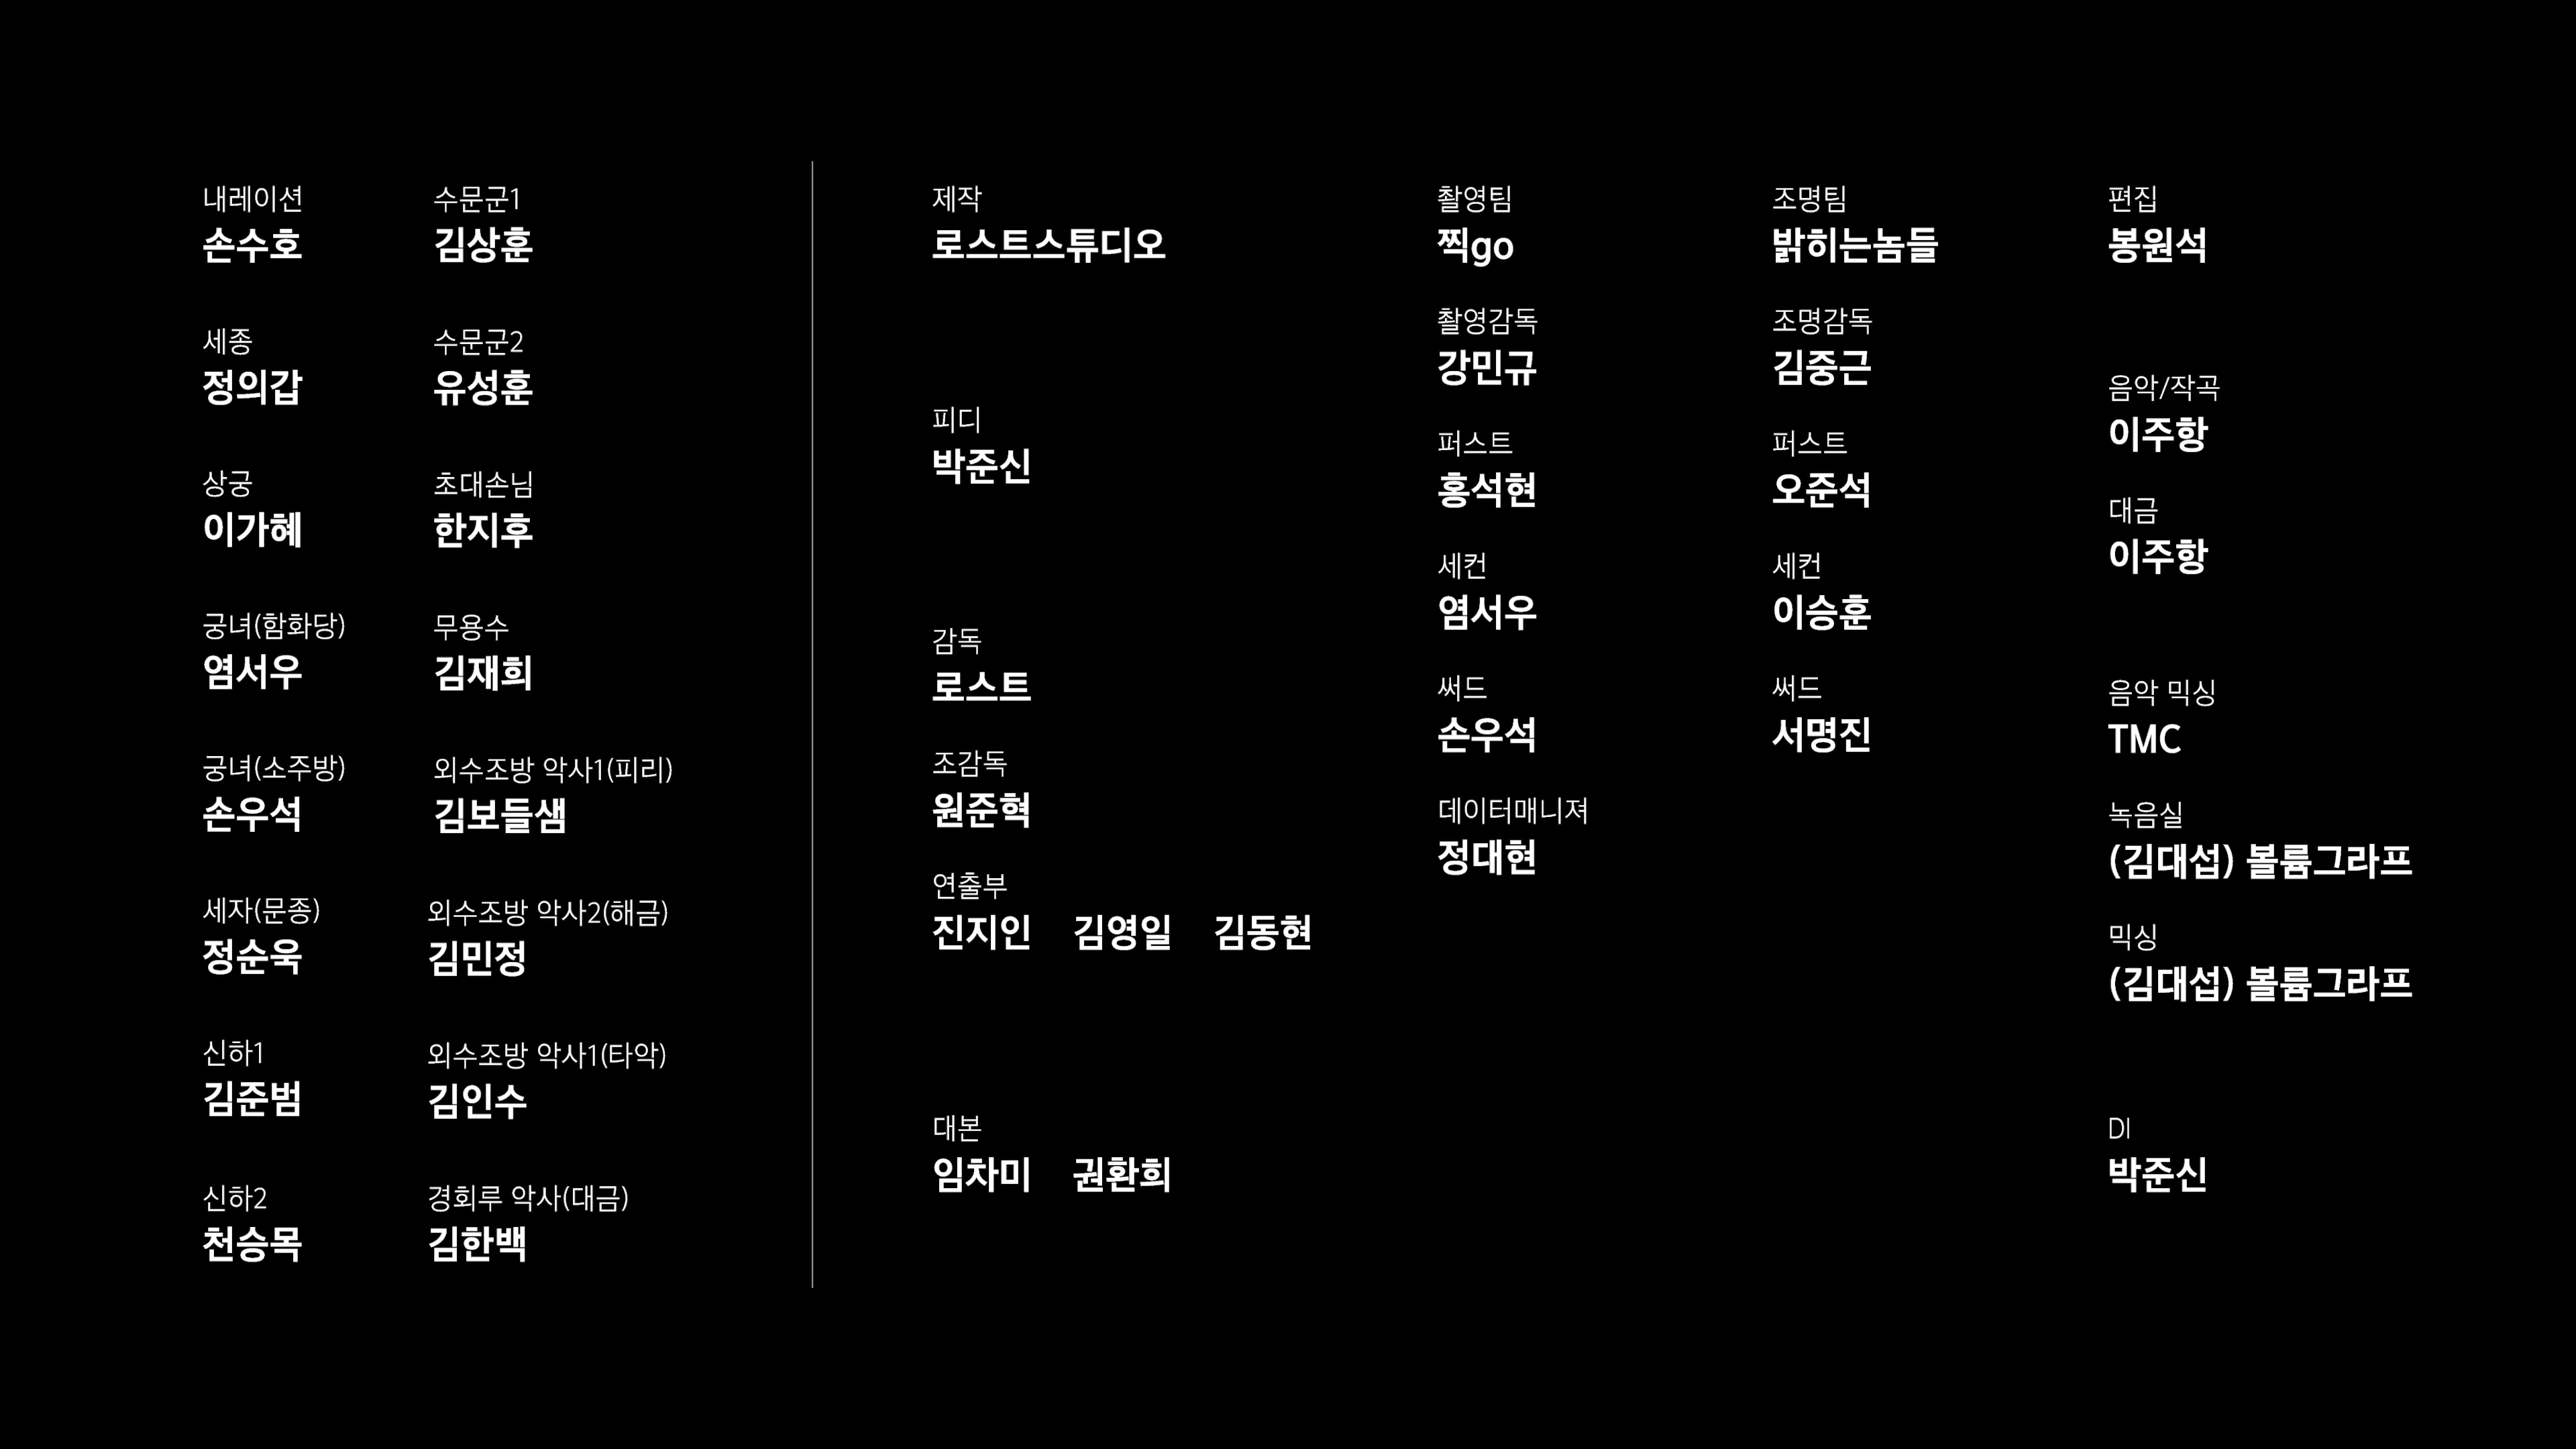 내레이션
손수호
세종
정의갑
상궁
이가혜
궁녀(함화당)
염서우
궁녀(소주방)
손우석
세자(문종)
정순욱
신하1
김준범
신하2
천승목
수문군1
김상훈
수문군2
유성훈
초대손님
한지후
무용수
김재희
외수조방 악사1(피리)
김보들샘
외수조방 악사2(해금)
김민정
외수조방 악사1(타악)
김인수
경회루 악사(대금)
김한백
제작
로스트스튜디오
피디
박준신
감독
로스트
조감독
원준혁
연출부
진지인 김영일 김동현
대본
임차미 권환희
촬영팀
찍go
촬영감독
강민규
퍼스트
홍석현
세컨
염서우
써드
손우석
데이터매니져
정대현
조명팀
밝히는놈들
조명감독
김중근
퍼스트
오준석
세컨
이승훈
써드
서명진
편집
봉원석
음악/작곡
이주항
대금
이주항
음악 믹싱
TMC
녹음실
(김대섭) 볼륨그라프
믹싱
(김대섭) 볼륨그라프
DI
박준신